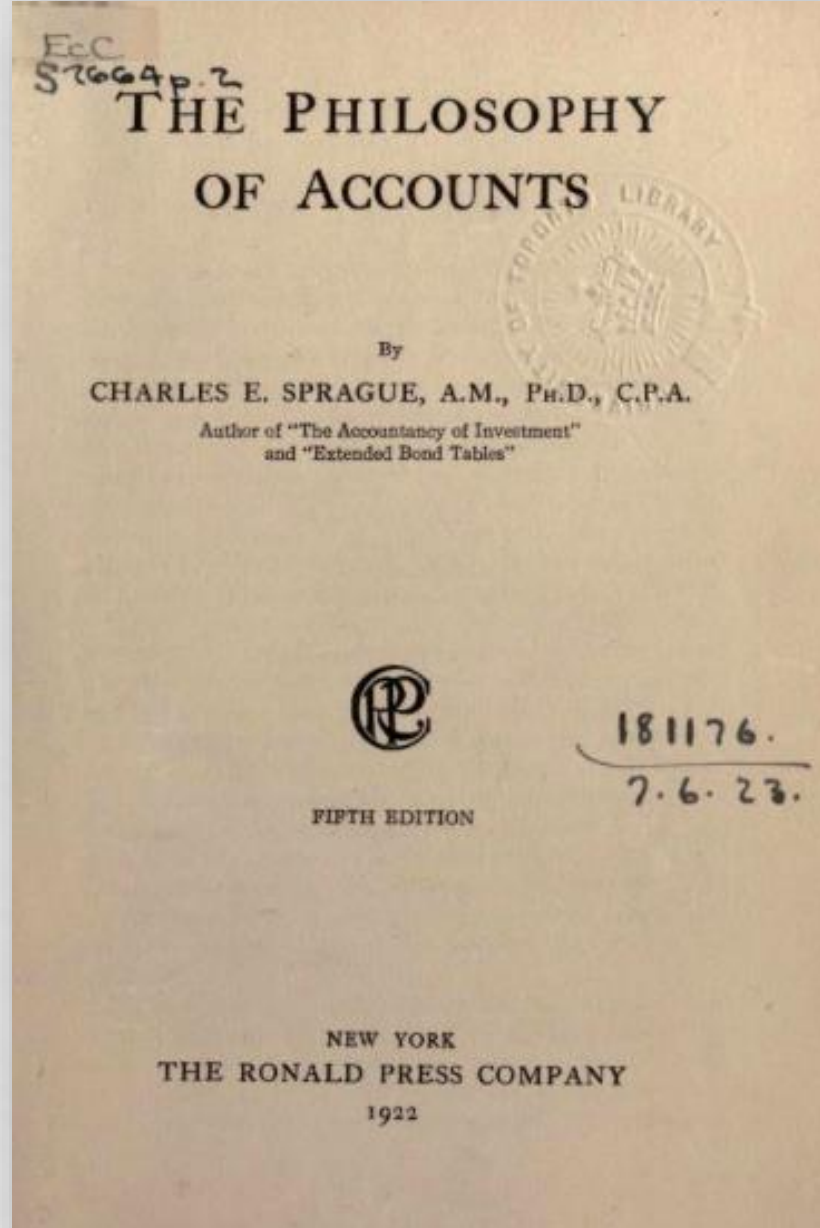 EcC
S7664p.2
THE PHILOSOPHY
OF ACCOUNTS
LIBRARY
By
CHARLES E. SPRAGUE, A.M., PH.D., C.P.A.
Author of "The Accountancy of Investment"
and "Extended Bond Tables"
181176.
7.6.23.
FIFTH EDITION
NEW YORK
THE RONALD PRESS COMPANY
1922